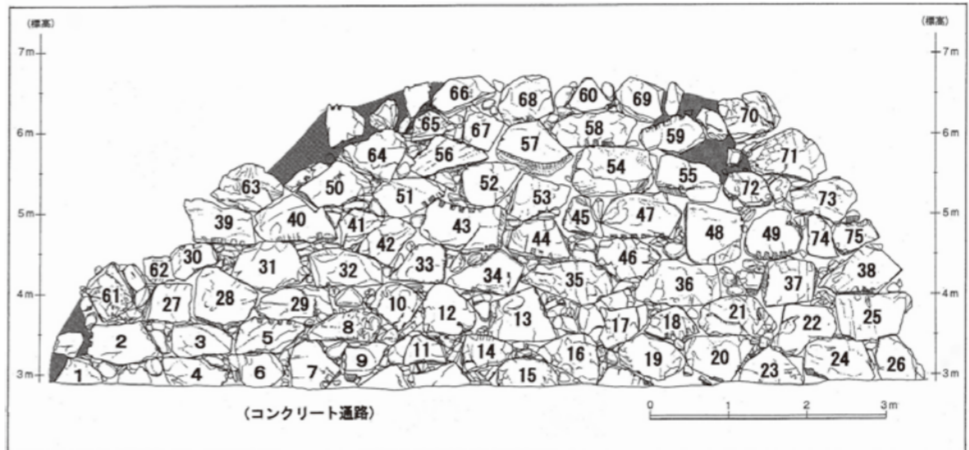 (標高) (標高)
7m 7m
66 68 60 69 70
6m 65 67 57 58 59 6m
64 56 54 71
63 50 51 52 53 55 72 73
5m 39 40 41 43 45 47 48 49 74 75 5m
42 44 46
62 30 31 32 33 34 35 36 37 38
4m 61 27 28 29 10 12 13 17 18 21 22 25 4m
2 3 5 8 11 14 16 19 20 24 26
3m 1 4 6 7 9 15 23 3m
(コンクリート通路)
0 1 2 3m